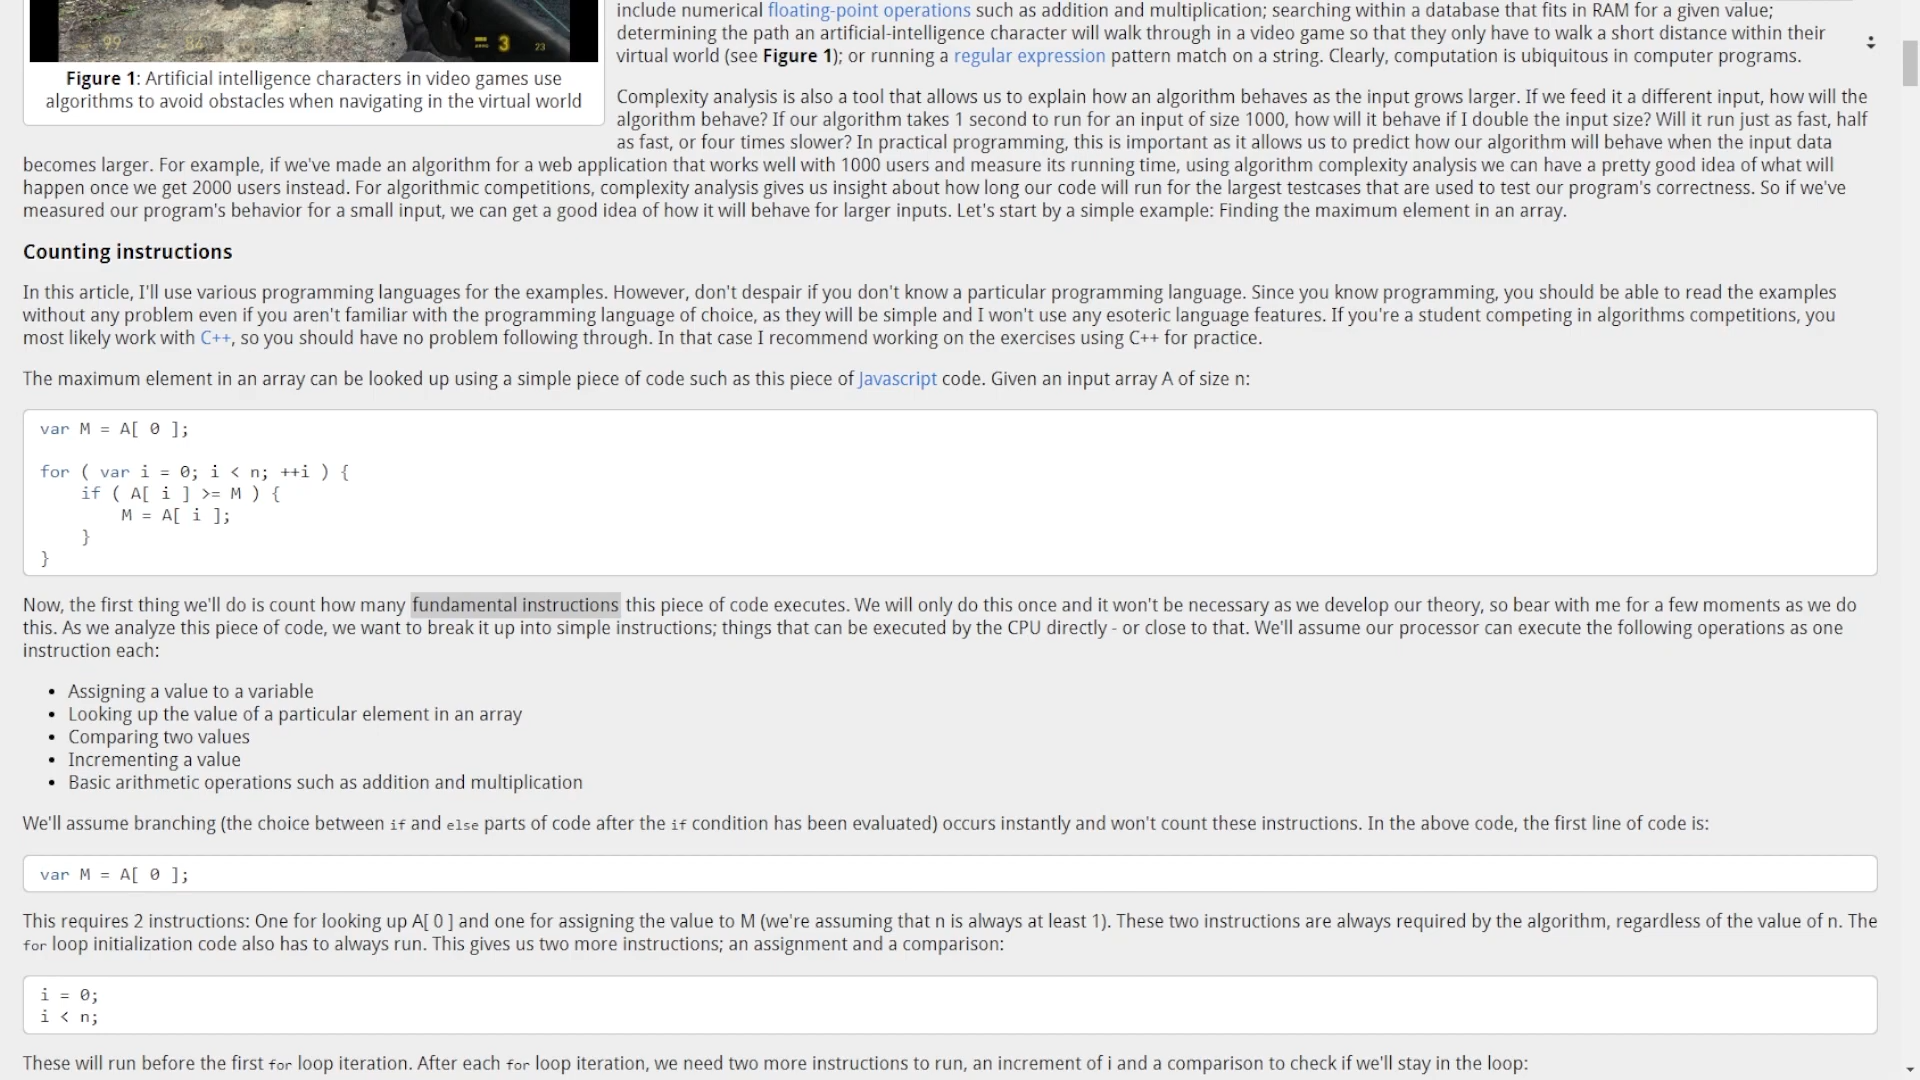 99 84 3 23
Figure 1: Artificial intelligence characters in video games use
algorithms to avoid obstacles when navigating in the virtual world
include numerical floating-point operations such as addition and multiplication; searching within a database that fits in RAM for a given value;
determining the path an artificial-intelligence character will walk through in a video game so that they only have to walk a short distance within their
virtual world (see Figure 1); or running a regular expression pattern match on a string. Clearly, computation is ubiquitous in computer programs.
Complexity analysis is also a tool that allows us to explain how an algorithm behaves as the input grows larger. If we feed it a different input, how will the
algorithm behave? If our algorithm takes 1 second to run for an input of size 1000, how will it behave if I double the input size? Will it run just as fast, half
as fast, or four times slower? In practical programming, this is important as it allows us to predict how our algorithm will behave when the input data
becomes larger. For example, if we've made an algorithm for a web application that works well with 1000 users and measure its running time, using algorithm complexity analysis we can have a pretty good idea of what will
happen once we get 2000 users instead. For algorithmic competitions, complexity analysis gives us insight about how long our code will run for the largest testcases that are used to test our program's correctness. So if we've
measured our program's behavior for a small input, we can get a good idea of how it will behave for larger inputs. Let's start by a simple example: Finding the maximum element in an array.
Counting instructions
In this article, I'll use various programming languages for the examples. However, don't despair if you don't know a particular programming language. Since you know programming, you should be able to read the examples
without any problem even if you aren't familiar with the programming language of choice, as they will be simple and I won't use any esoteric language features. If you're a student competing in algorithms competitions, you
most likely work with C++, so you should have no problem following through. In that case I recommend working on the exercises using C++ for practice.
The maximum element in an array can be looked up using a simple piece of code such as this piece of Javascript code. Given an input array A of size n:
var M = A[ 0 ];
for ( var i = 0; i < n; ++i ) {
if ( A[ i ] >= M ) {
M = A[ i ];
}
}
Now, the first thing we'll do is count how many fundamental instructions this piece of code executes. We will only do this once and it won't be necessary as we develop our theory, so bear with me for a few moments as we do
this. As we analyze this piece of code, we want to break it up into simple instructions; things that can be executed by the CPU directly - or close to that. We'll assume our processor can execute the following operations as one
instruction each:
• Assigning a value to a variable
• Looking up the value of a particular element in an array
• Comparing two values
• Incrementing a value
• Basic arithmetic operations such as addition and multiplication
We'll assume branching (the choice between if and else parts of code after the if condition has been evaluated) occurs instantly and won't count these instructions. In the above code, the first line of code is:
var M = A[ 0 ];
This requires 2 instructions: One for looking up A[ 0 ] and one for assigning the value to M (we're assuming that n is always at least 1). These two instructions are always required by the algorithm, regardless of the value of n. The
for loop initialization code also has to always run. This gives us two more instructions; an assignment and a comparison:
i = 0;
i < n;
These will run before the first for loop iteration. After each for loop iteration, we need two more instructions to run, an increment of i and a comparison to check if we'll stay in the loop: